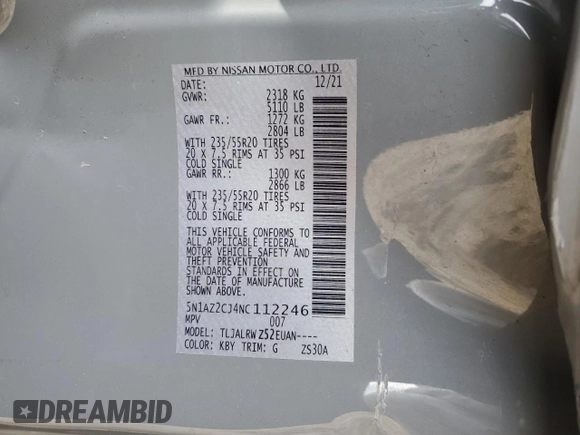 MFD BY NISSAN MOTOR CO., LTD.
DATE: 12/21
GVWR: 2318 KG
5110 LB
GAWR FR.: 1272 KG
2804 LB
WITH 235/55R20 TIRES
20 X 7.5 RIMS AT 35 PSI
COLD SINGLE
GAWR RR.: 1300 KG
2866 LB
WITH 235/55R20 TIRES
20 X 7.5 RIMS AT 35 PSI
COLD SINGLE
THIS VEHICLE CONFORMS TO
ALL APPLICABLE FEDERAL
MOTOR VEHICLE SAFETY AND
THEFT PREVENTION
STANDARDS IN EFFECT ON
THE DATE OF MANUFACTURE
SHOWN ABOVE.
5N1AZ2CJ4NC112246
MPV 007
MODEL: TLJALRWZ52EUAN----
COLOR: KBY TRIM: G ZS30A
DREAMBID